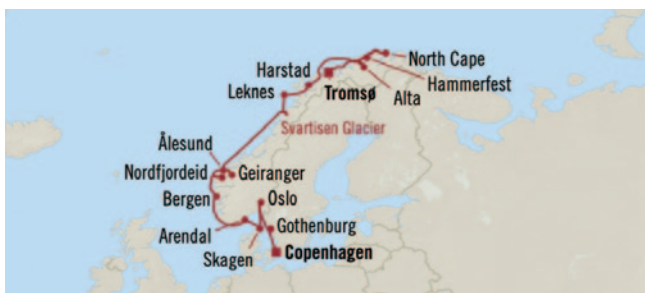 North Cape
Harstad
Hammerfest
Leknes
Tromsø
Alta
Svartisen Glacier
Ålesund
Nordfjordeid
Geiranger
Bergen
Oslo
Arendal
Gothenburg
Skagen
Copenhagen